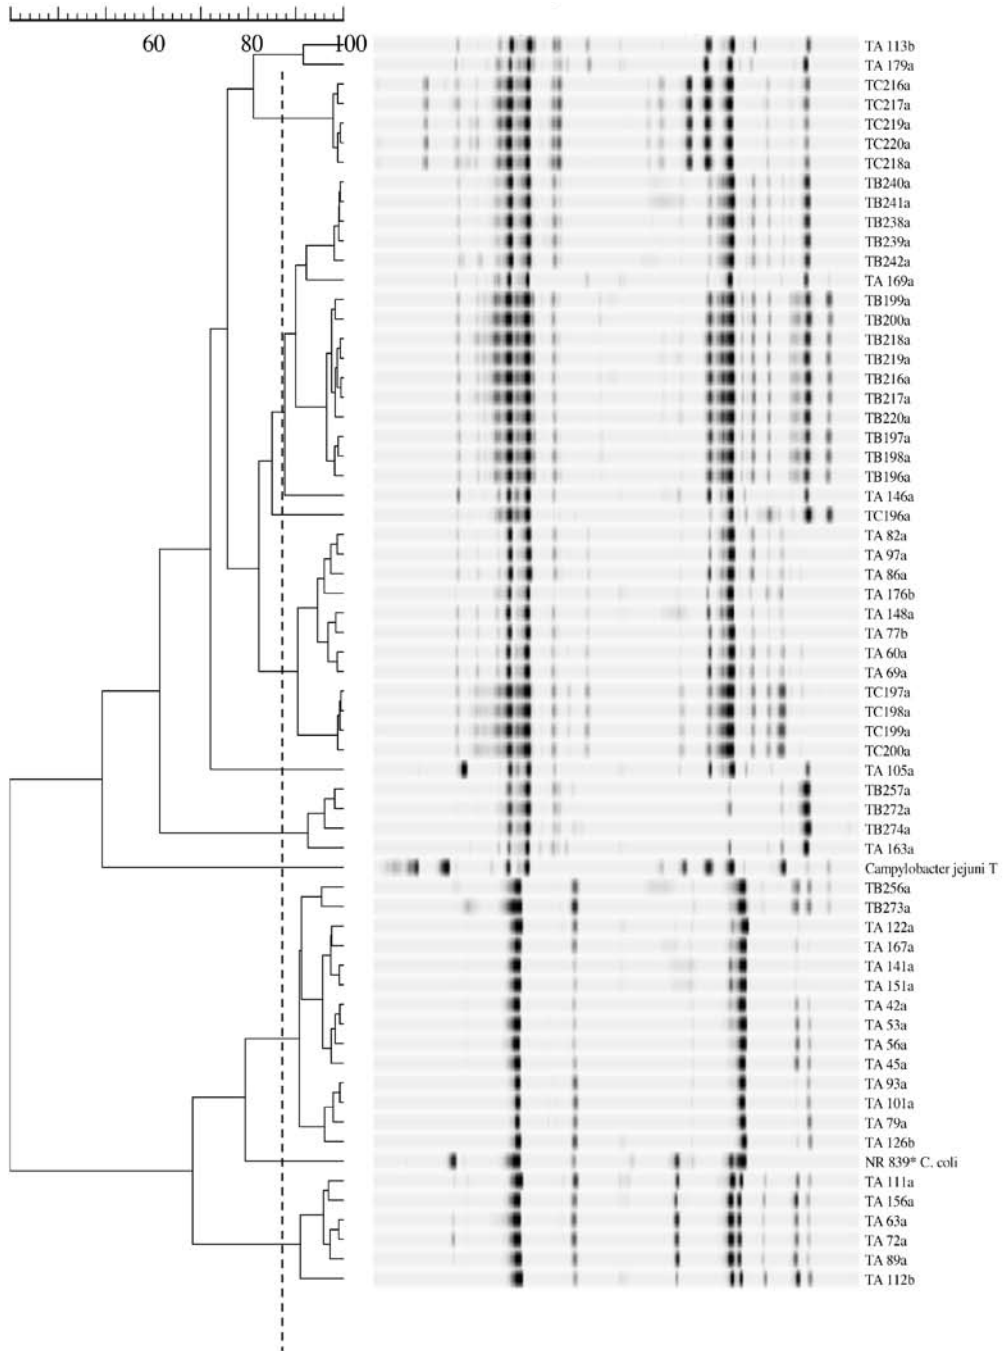 60 80 100
TA 113b
TA 179a
TC216a
TC217a
TC219a
TC220a
TC218a
TB240a
TB241a
TB238a
TB239a
TB242a
TA 169a
TB199a
TB200a
TB218a
TB219a
TB216a
TB217a
TB220a
TB197a
TB198a
TB196a
TA 146a
TC196a
TA 82a
TA 97a
TA 86a
TA 176b
TA 148a
TA 77b
TA 60a
TA 69a
TC197a
TC198a
TC199a
TC200a
TA 105a
TB257a
TB272a
TB274a
TA 163a
Campylobacter jejuni T
TB256a
TB273a
TA 122a
TA 167a
TA 141a
TA 151a
TA 42a
TA 53a
TA 56a
TA 45a
TA 93a
TA 101a
TA 79a
TA 126b
NR 839* C. coli
TA 111a
TA 156a
TA 63a
TA 72a
TA 89a
TA 112b